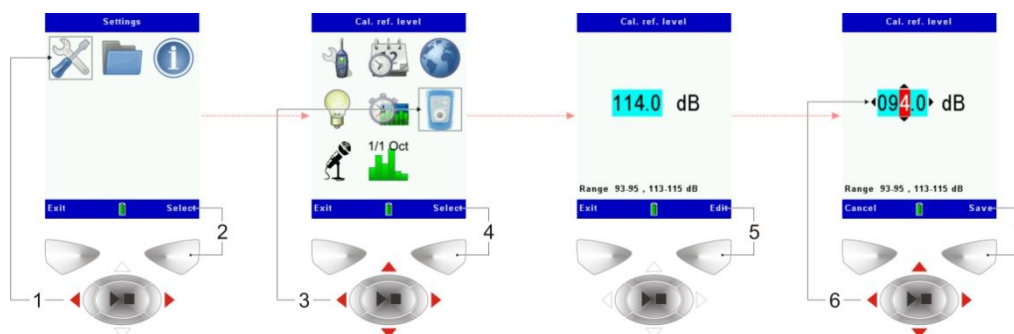 Settings
Exit Select
2
1
Cal. ref. level
12
1/1 Oct
Exit Select
4
3
Cal. ref. level
114.0 dB
Range 93-95 , 113-115 dB
Exit Edit
5
Cal. ref. level
094.0 dB
Range 93-95 , 113-115 dB
Cancel Save
6